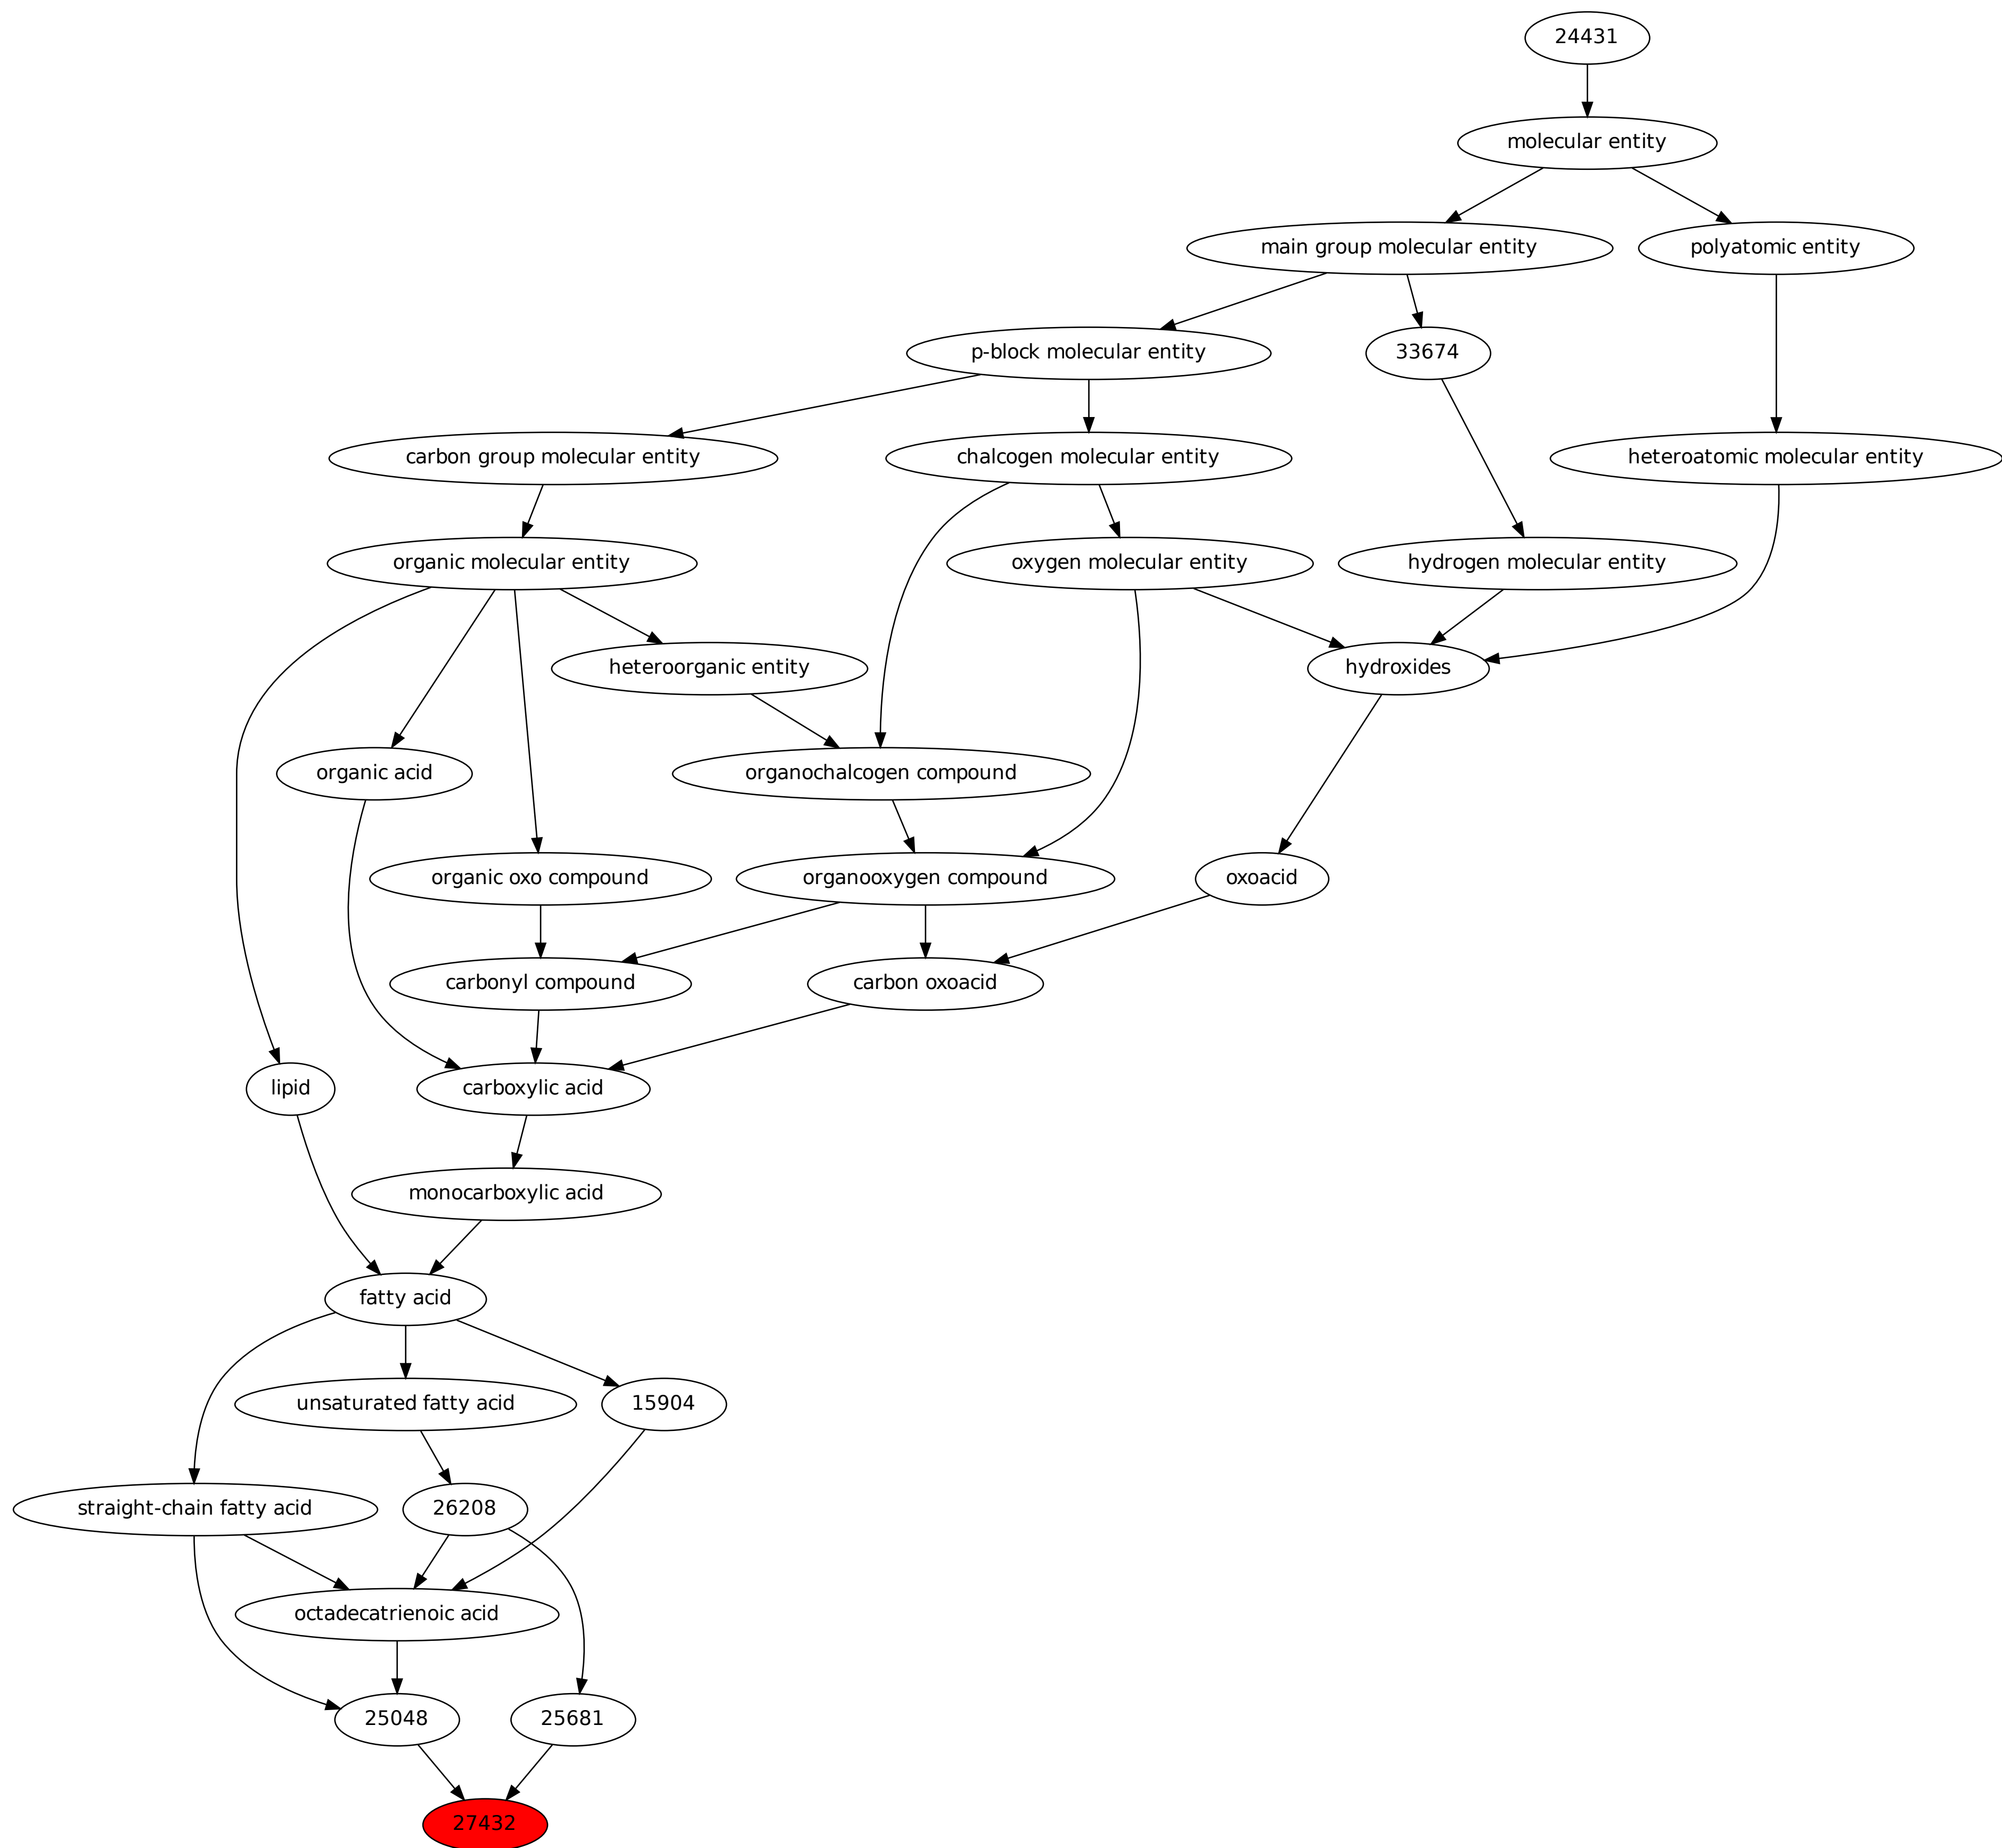 24431
molecular entity
main group molecular entity
polyatomic entity
p-block molecular entity
33674
carbon group molecular entity
chalcogen molecular entity
heteroatomic molecular entity
organic molecular entity
oxygen molecular entity
hydrogen molecular entity
heteroorganic entity
hydroxides
organic acid
organochalcogen compound
organic oxo compound
organooxygen compound
oxoacid
carbonyl compound
carbon oxoacid
lipid
carboxylic acid
monocarboxylic acid
fatty acid
unsaturated fatty acid
15904
straight-chain fatty acid
26208
octadecatrienoic acid
25048
25681
27432